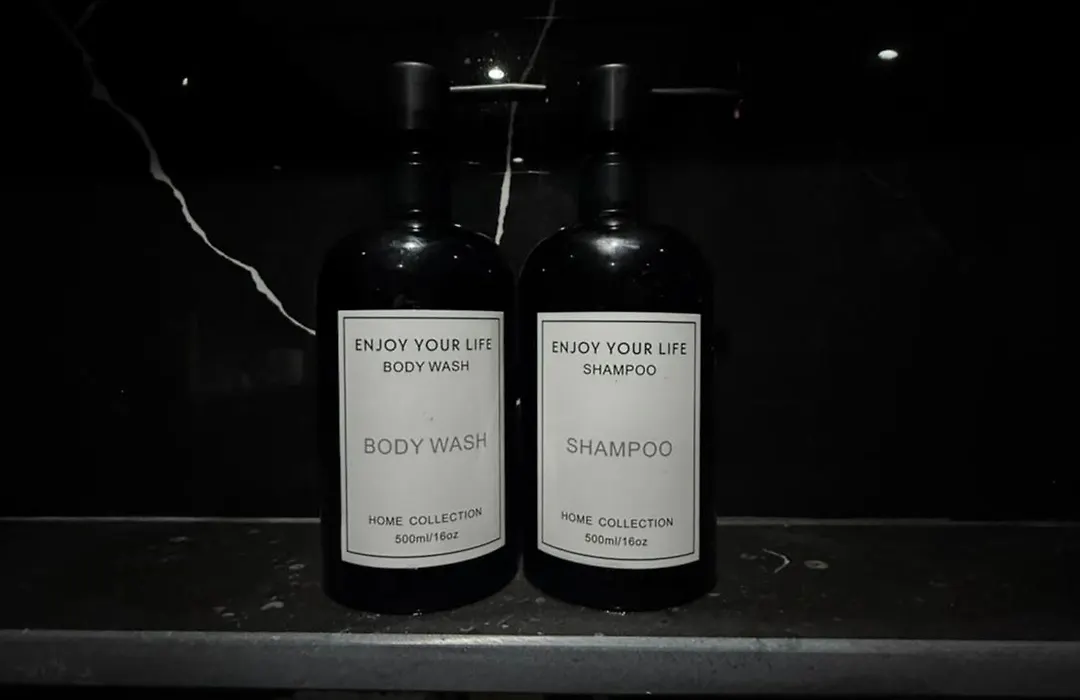 ENJOY YOUR LIFE
BODY WASH
BODY WASH
HOME COLLECTION
500ml/16oz
ENJOY YOUR LIFE
SHAMPOO
SHAMPOO
HOME COLLECTION
500ml/16oz